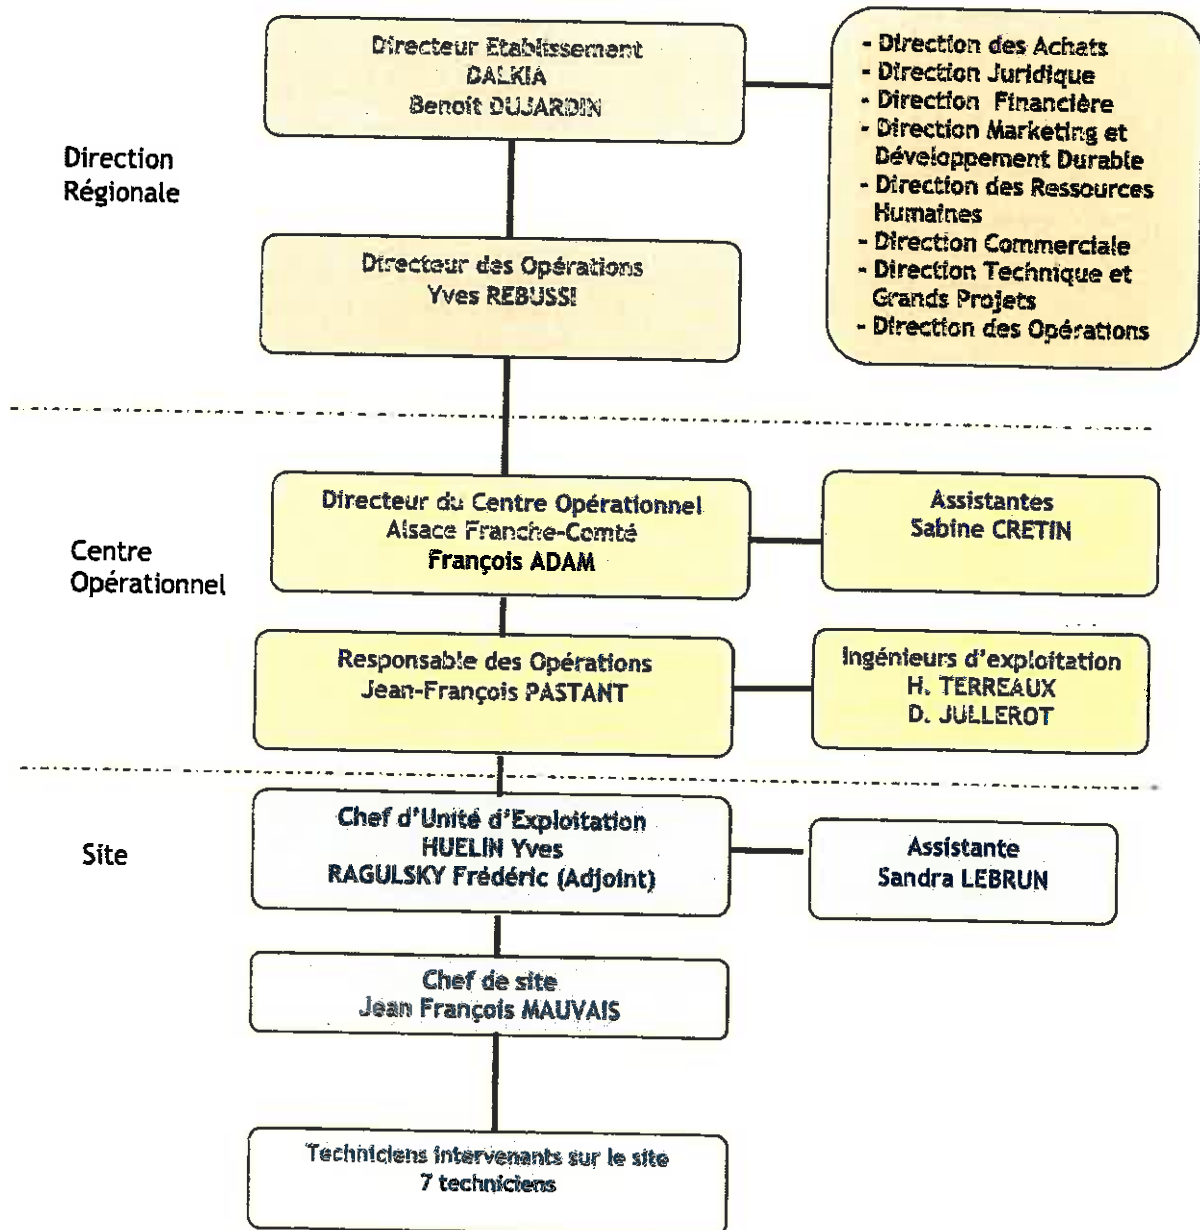 Directeur Etablissement
DALKIA
Benoit DUJARDIN
- Direction des Achats
- Direction Juridique
- Direction Financière
- Direction Marketing et
Développement Durable
- Direction des Ressources
Humaines
- Direction Commerciale
- Direction Technique et
Grands Projets
- Direction des Opérations
Direction
Régionale
Directeur des Opérations
Yves REBUSSI
Directeur du Centre Opérationnel
Alsace Franche-Comté
François ADAM
Assistantes
Sabine CRETIN
Centre
Opérationnel
Responsable des Opérations
Jean-François PASTANT
Ingénieurs d'exploitation
H. TERREAUX
D. JULLEROT
Site
Chef d'Unité d'Exploitation
HUELIN Yves
RAGULSKY Frédéric (Adjoint)
Assistante
Sandra LEBRUN
Chef de site
Jean François MAUVAIS
Techniciens intervenants sur le site
7 techniciens